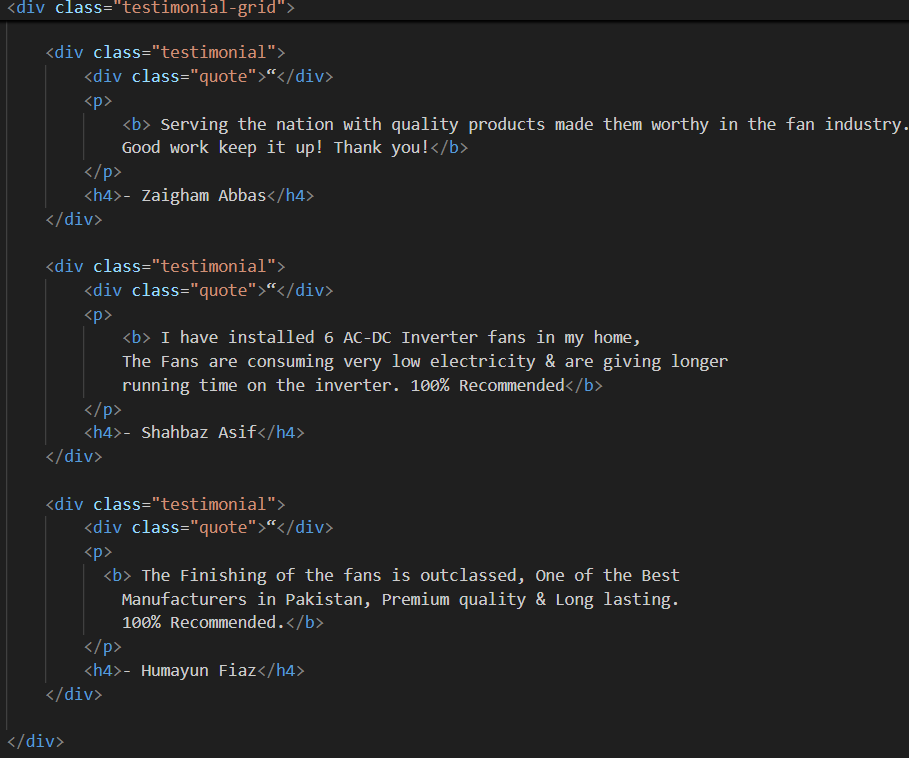 <div class="testimonial-grid">
<div class="testimonial">
<div class="quote">“</div>
<p>
<b> Serving the nation with quality products made them worthy in the fan industry.
Good work keep it up! Thank you!</b>
</p>
<h4>- Zaigham Abbas</h4>
</div>
<div class="testimonial">
<div class="quote">“</div>
<p>
<b> I have installed 6 AC-DC Inverter fans in my home,
The Fans are consuming very low electricity & are giving longer
running time on the inverter. 100% Recommended</b>
</p>
<h4>- Shahbaz Asif</h4>
</div>
<div class="testimonial">
<div class="quote">“</div>
<p>
<b> The Finishing of the fans is outclassed, One of the Best
Manufacturers in Pakistan, Premium quality & Long lasting.
100% Recommended.</b>
</p>
<h4>- Humayun Fiaz</h4>
</div>
</div>